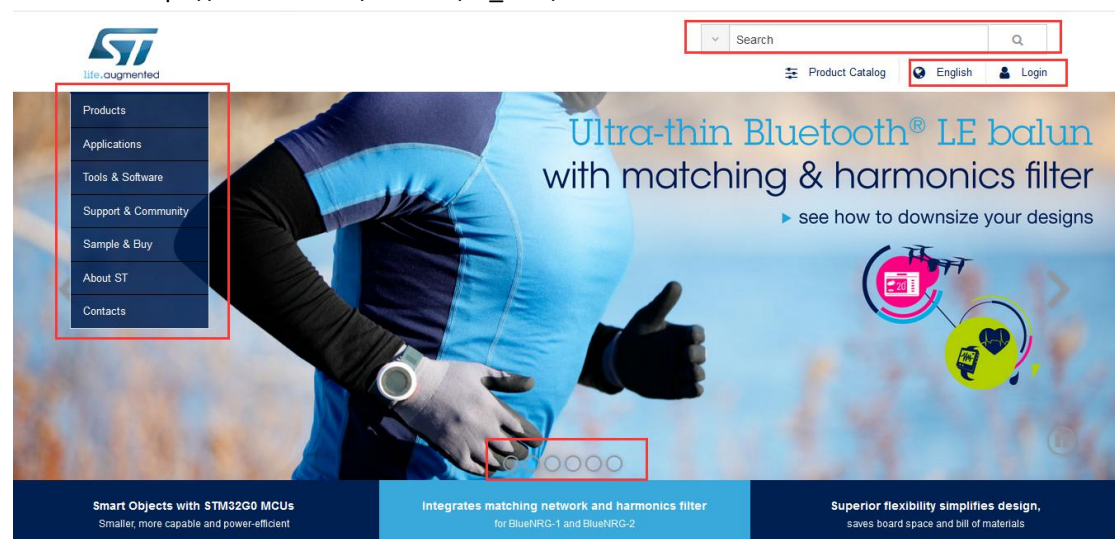 life.augmented
Search
Product Catalog
English
Login
Products
Applications
Tools & Software
Support & Community
Sample & Buy
About ST
Contacts
Ultra-thin Bluetooth® LE balun
with matching & harmonics filter
see how to downsize your designs
20
Smart Objects with STM32G0 MCUs
Smaller, more capable and power-efficient
Integrates matching network and harmonics filter
for BlueNRG-1 and BlueNRG-2
Superior flexibility simplifies design,
saves board space and bill of materials